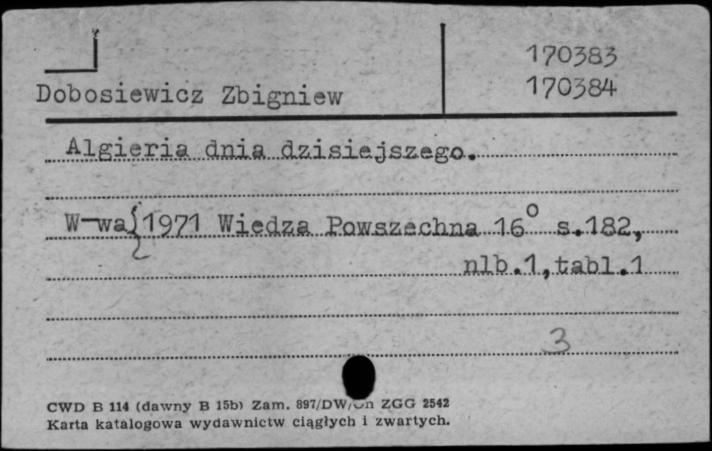 170383
Dobosiewicz Zbigniew 170384
Algieria dnia dzisiejszego.
W-wa 1971 Wiedza Powszechna 16° s.182,
nlb.1, tabl.1
3
CWD B 114 (dawny B 15b) Zam. 897/DW/ ZGG 2542
Karta katalogowa wydawnictw ciągłych i zwartych.